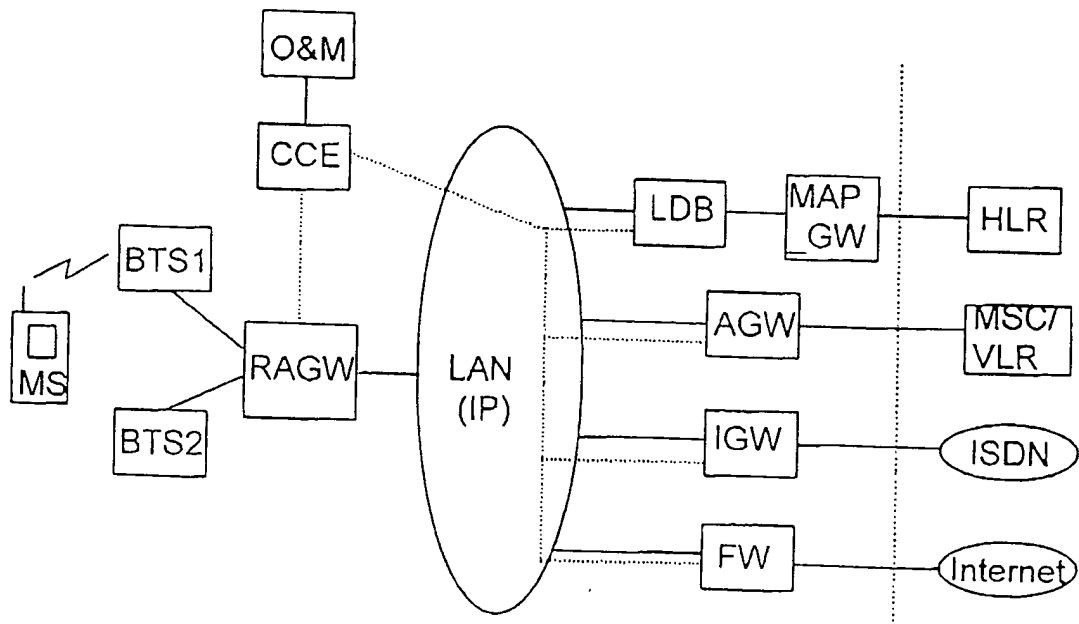 O&M
CCE
BTS1
MS
BTS2
RAGW
LAN
(IP)
LDB
MAP
_GW
HLR
AGW
MSC/
VLR
IGW
ISDN
FW
Internet